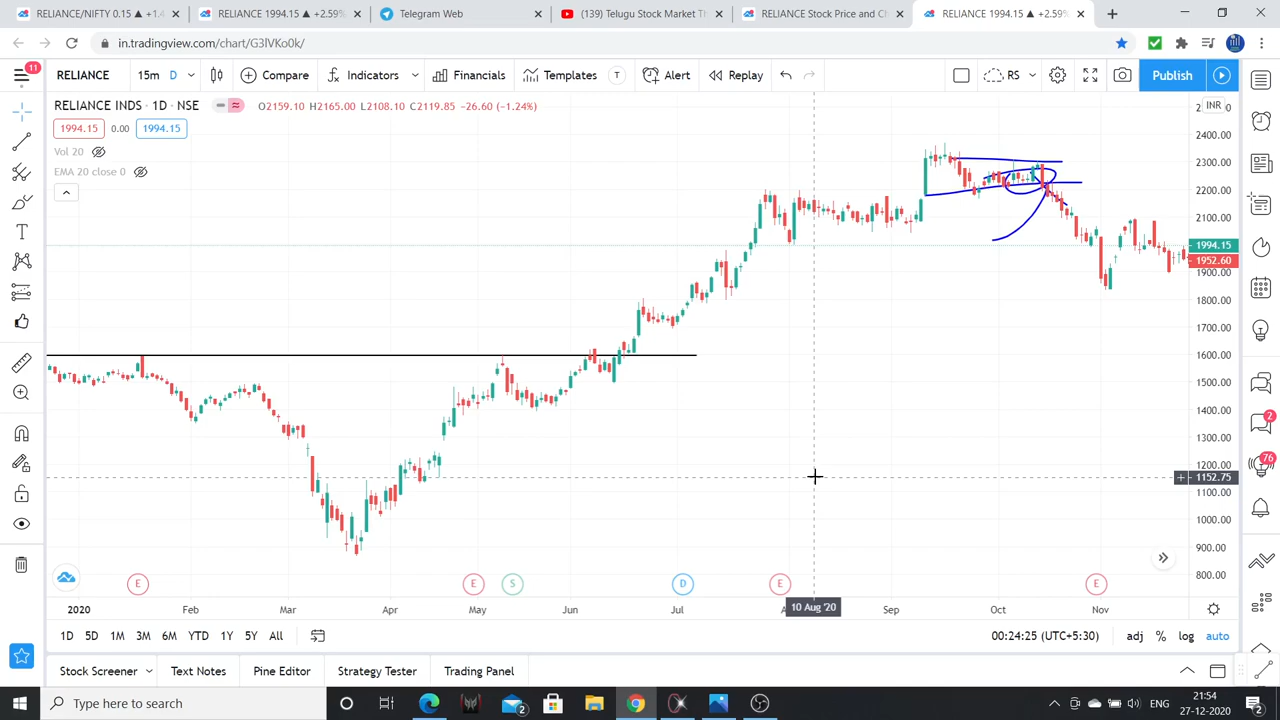 RELIANCE/NIFTY 0.15 ▲ +1.4
RELIANCE 1994.15 ▲ +2.59%
Telegram Web
(139) Telugu Stock Market T
RELIANCE Stock Price and Ch
RELIANCE 1994.15 ▲ +2.59%
in.tradingview.com/chart/G3lVKo0k/
11
RELIANCE 15m D Compare Indicators Financials Templates T Alert Replay RS Publish
RELIANCE INDS · 1D · NSE O2159.10 H2165.00 L2108.10 C2119.85 -26.60 (-1.24%)
INR
1994.15 0.00 1994.15
Vol 20
EMA 20 close 0
2400.00
2300.00
2200.00
2100.00
1994.15
1952.60
1900.00
1800.00
1700.00
1600.00
1500.00
1400.00
1300.00
1200.00
1152.75
1100.00
1000.00
900.00
800.00
2
76
E E S D E E
2020 Feb Mar Apr May Jun Jul 10 Aug '20 Sep Oct Nov
1D 5D 1M 3M 6M YTD 1Y 5Y All 00:24:25 (UTC+5:30) adj % log auto
Stock Screener Text Notes Pine Editor Strategy Tester Trading Panel
Type here to search
2
ENG
21:54
27-12-2020
2